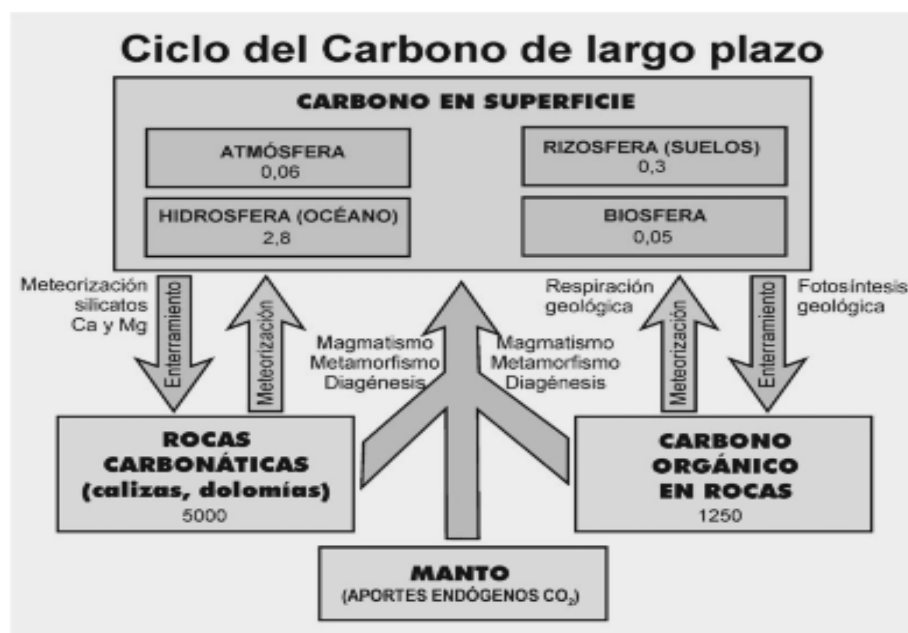 Ciclo del Carbono de largo plazo
CARBONO EN SUPERFICIE
ATMÓSFERA
0,06
RIZOSFERA (SUELOS)
0,3
HIDROSFERA (OCÉANO)
2,8
BIOSFERA
0,05
Meteorización
silicatos
Ca y Mg
Enterramiento
Meteorización
Magmatismo
Metamorfismo
Diagénesis
Magmatismo
Metamorfismo
Diagénesis
Respiración
geológica
Meteorización
Enterramiento
Fotosíntesis
geológica
ROCAS
CARBONÁTICAS
(calizas, dolomías)
5000
CARBONO
ORGÁNICO
EN ROCAS
1250
MANTO
(APORTES ENDÓGENOS CO₂)